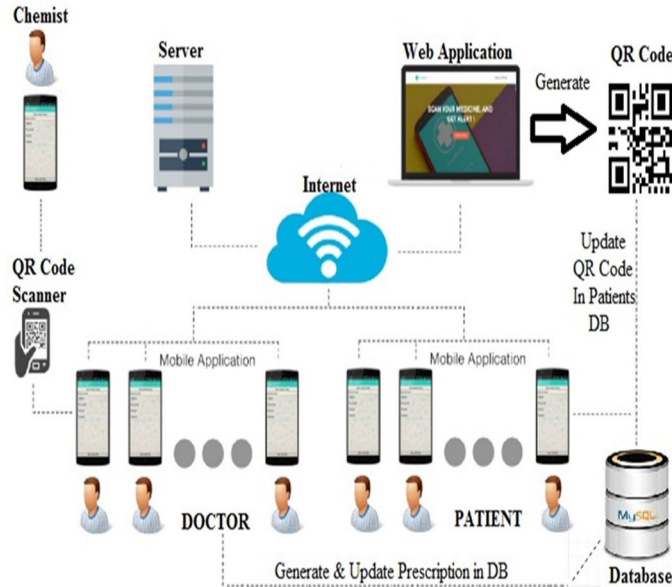 Chemist
Server
Web Application
QR Code
Generate
SCAN YOUR MEDICINE, AND
GET ALERT !
Internet
QR Code
Scanner
Update
QR Code
In Patients
DB
Mobile Application
Mobile Application
DOCTOR
PATIENT
MySQL
Generate & Update Prescription in DB
Database